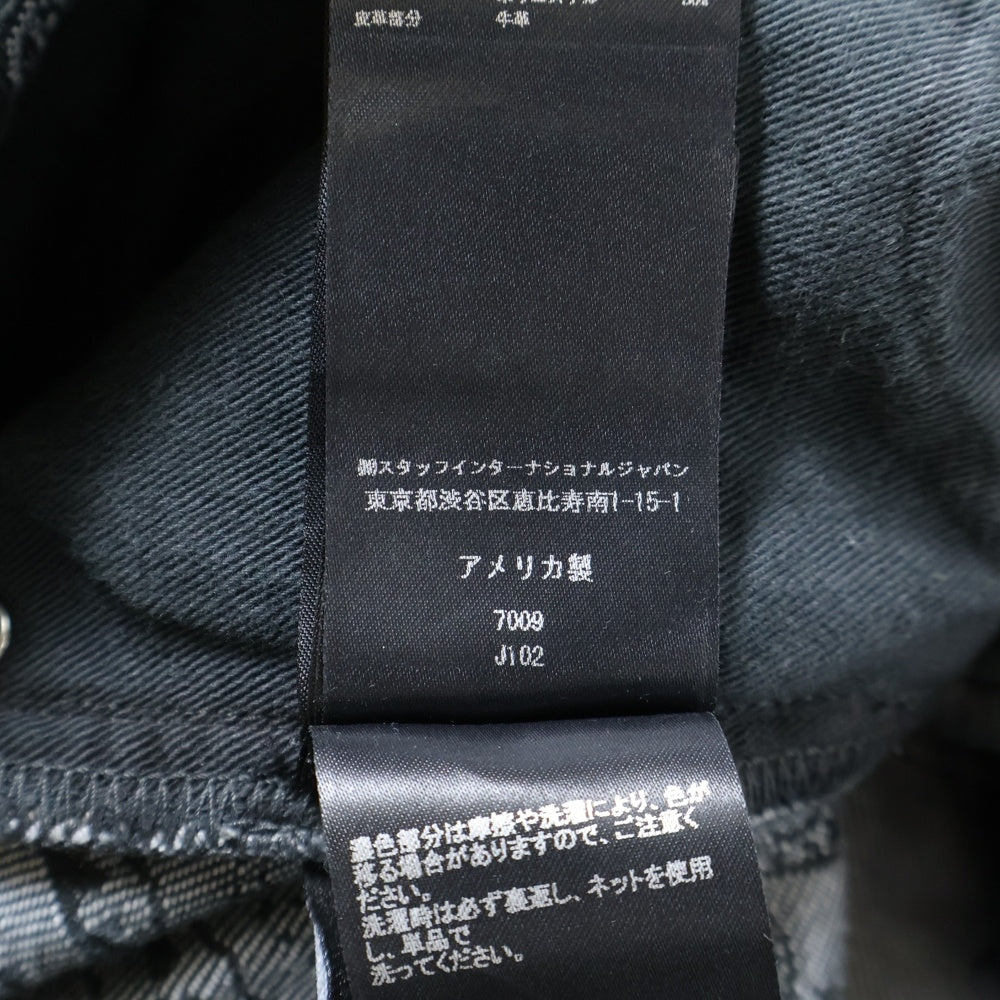 皮革部分 牛革
㈱スタッフインターナショナルジャパン
東京都渋谷区恵比寿南1-15-1
アメリカ製
7009
J102
濃色部分は摩擦や洗濯により、色が
移る場合がありますので、ご注意く
ださい。
洗濯時は必ず裏返し、ネットを使用
し、単品で
洗ってください。